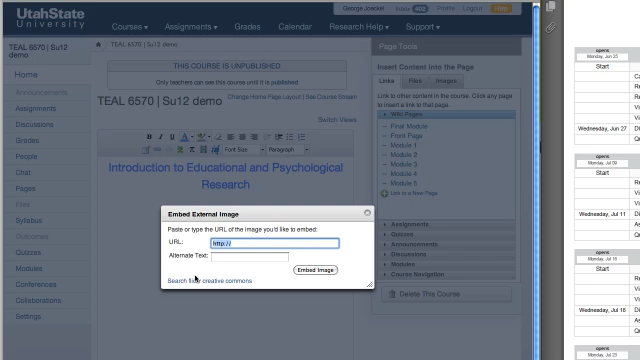 UtahState
University
George Joeckel
Inbox
Settings
Logout
Help
Courses
Assignments
Grades
Calendar
Research Help
Support
TEAL 6570 | Su12
demo
Home
Announcements
Assignments
Discussions
Grades
People
Chat
Pages
Files
Syllabus
Outcomes
Quizzes
Modules
Conferences
Collaborations
Settings
TEAL 6570 | Su12 demo
THIS COURSE IS UNPUBLISHED
Only teachers can see this course until it is published
TEAL 6570 | Su12 demo
Change Home Page Layout | See Course Stream
Switch Views
Font Size
Paragraph
Introduction to Educational and Psychological
Research
Embed External Image
Paste or type the URL of the image you'd like to embed:
URL:
http://
Alternate Text:
Embed Image
Search flickr creative commons
Page Tools
Insert Content into the Page
Links
Files
Images
Link to other content in the course. Click any page
to insert a link to that page.
Wiki Pages
Final Module
Front Page
Module 1
Module 2
Module 3
Module 4
Module 5
Link to a New Page
Assignments
Quizzes
Announcements
Discussions
Modules
Course Navigation
Delete This Course
opens
Monday, Jun 25
Start
Wednesday, Jun 27
opens
Monday, Jul 09
Start
Wednesday, Jul 11
opens
Monday, Jul 16
Start
Wednesday, Jul 18
opens
Monday, Jul 23